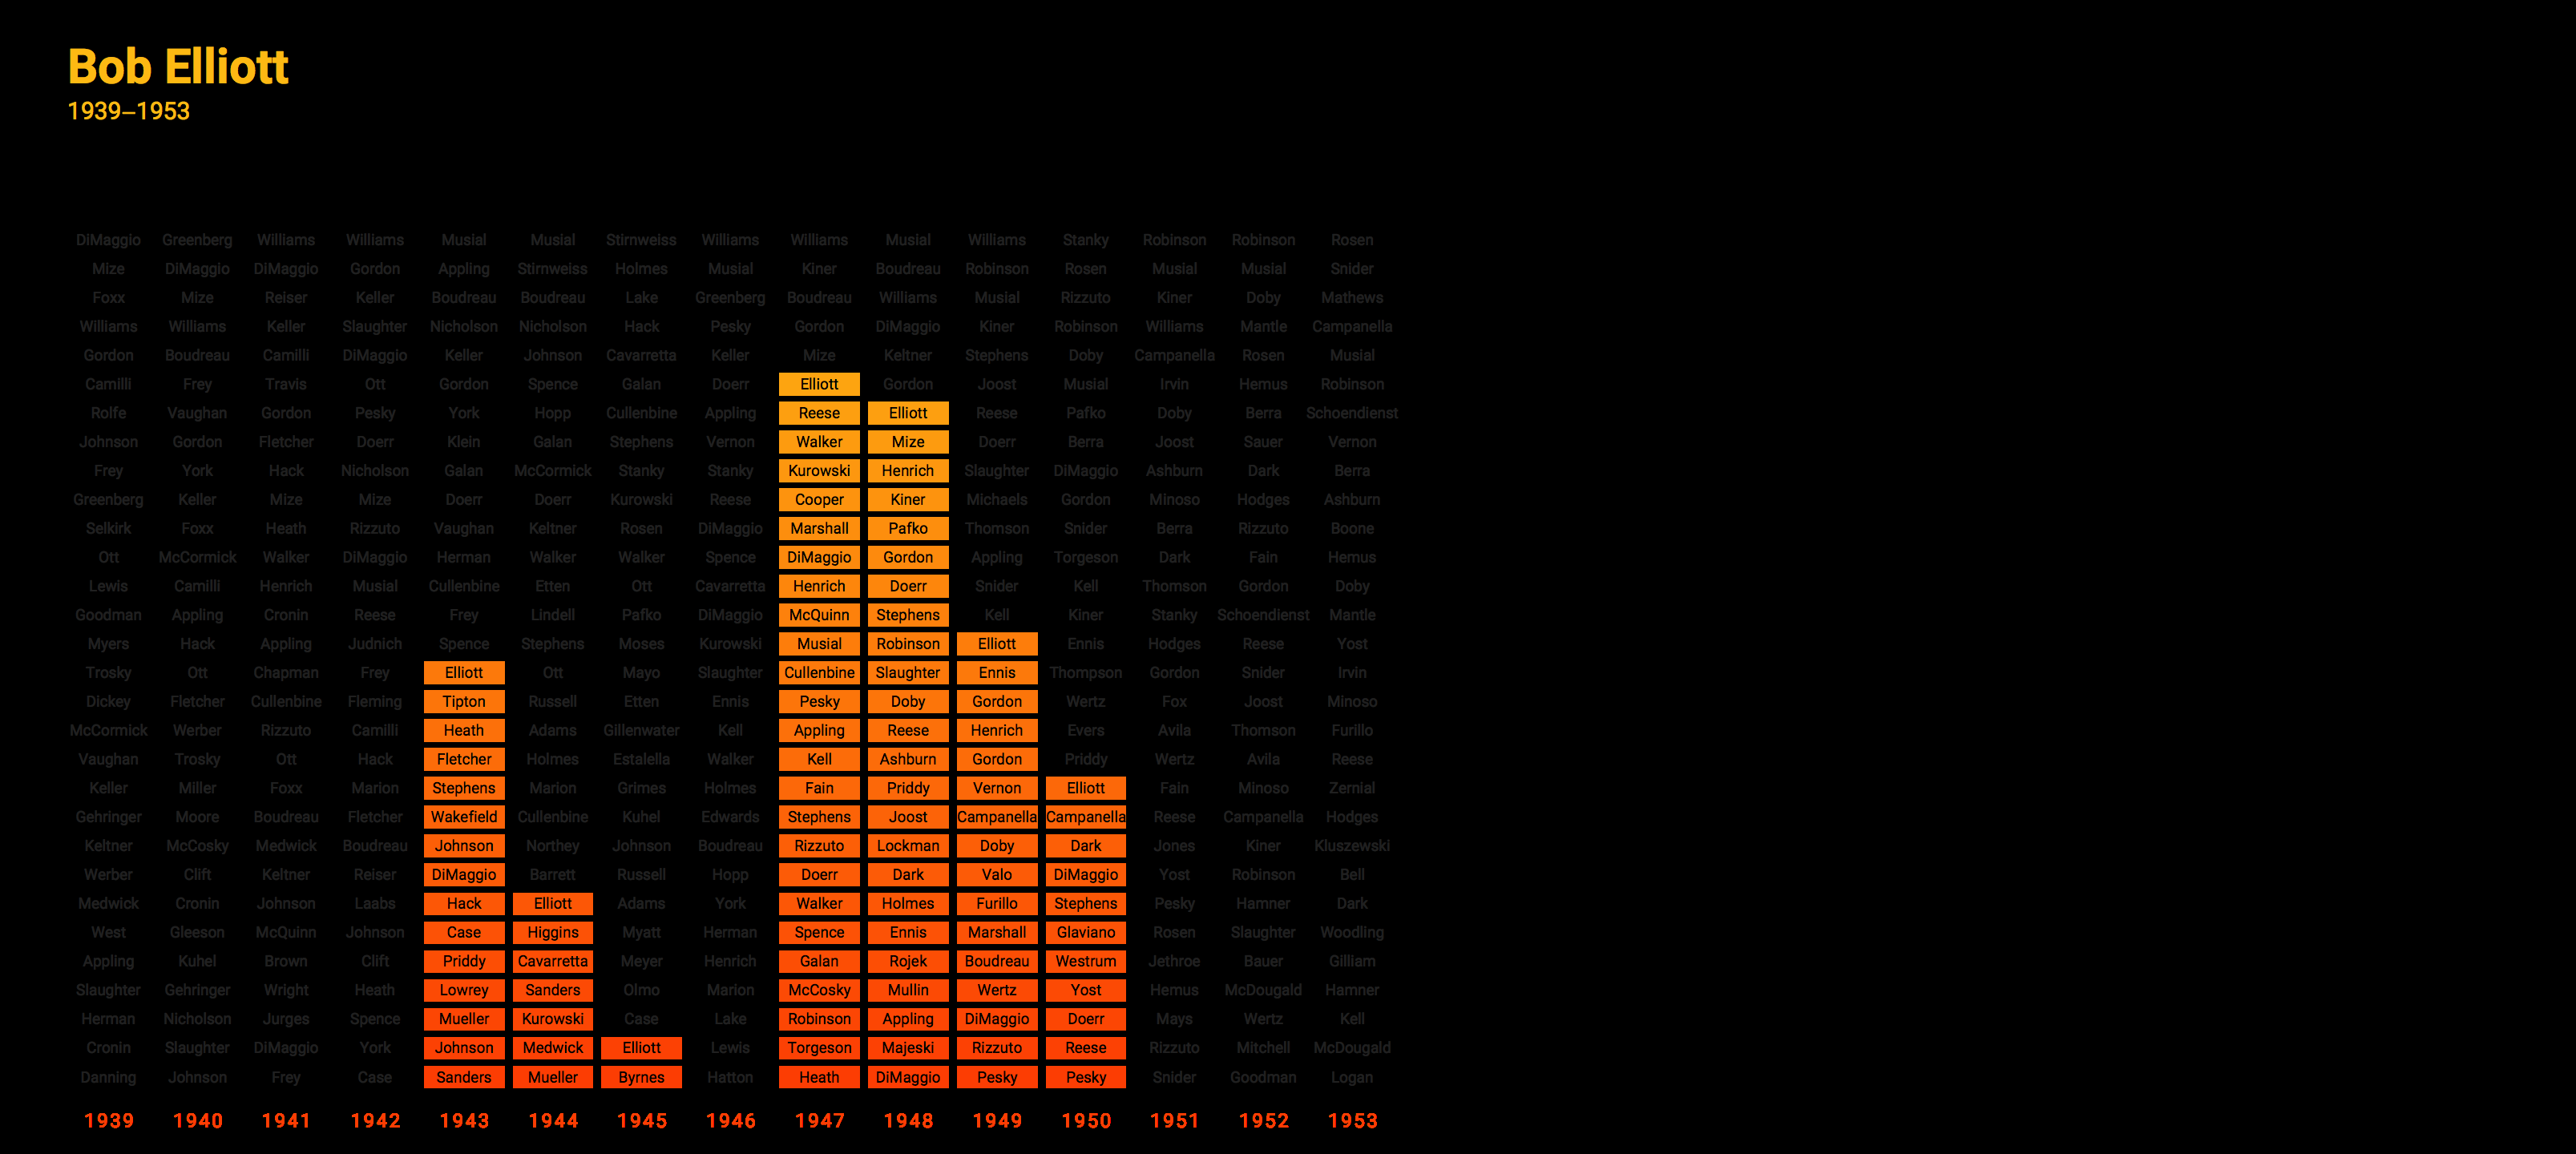 Bob Elliott
1939–1953
DiMaggio Greenberg Williams Williams Musial Musial Stirnweiss Williams Williams Musial Williams Stanky Robinson Robinson Rosen
Mize DiMaggio DiMaggio Gordon Appling Stirnweiss Holmes Musial Kiner Boudreau Robinson Rosen Musial Musial Snider
Foxx Mize Reiser Keller Boudreau Boudreau Lake Greenberg Boudreau Williams Musial Rizzuto Kiner Doby Mathews
Williams Williams Keller Slaughter Nicholson Nicholson Hack Pesky Gordon DiMaggio Kiner Robinson Williams Mantle Campanella
Gordon Boudreau Camilli DiMaggio Keller Johnson Cavarretta Keller Mize Keltner Stephens Doby Campanella Rosen Musial
Camilli Frey Travis Ott Gordon Spence Galan Doerr Elliott Gordon Joost Musial Irvin Hemus Robinson
Rolfe Vaughan Gordon Pesky York Hopp Cullenbine Appling Reese Elliott Reese Pafko Doby Berra Schoendienst
Johnson Gordon Fletcher Doerr Klein Galan Stephens Vernon Walker Mize Doerr Berra Joost Sauer Vernon
Frey York Hack Nicholson Galan McCormick Stanky Stanky Kurowski Henrich Slaughter DiMaggio Ashburn Dark Berra
Greenberg Keller Mize Mize Doerr Doerr Kurowski Reese Cooper Kiner Michaels Gordon Minoso Hodges Ashburn
Selkirk Foxx Heath Rizzuto Vaughan Keltner Rosen DiMaggio Marshall Pafko Thomson Snider Berra Rizzuto Boone
Ott McCormick Walker DiMaggio Herman Walker Walker Spence DiMaggio Gordon Appling Torgeson Dark Fain Hemus
Lewis Camilli Henrich Musial Cullenbine Etten Ott Cavarretta Henrich Doerr Snider Kell Thomson Gordon Doby
Goodman Appling Cronin Reese Frey Lindell Pafko DiMaggio McQuinn Stephens Kell Kiner Stanky Schoendienst Mantle
Myers Hack Appling Judnich Spence Stephens Moses Kurowski Musial Robinson Elliott Ennis Hodges Reese Yost
Trosky Ott Chapman Frey Elliott Ott Mayo Slaughter Cullenbine Slaughter Ennis Thompson Gordon Snider Irvin
Dickey Fletcher Cullenbine Fleming Tipton Russell Etten Ennis Pesky Doby Gordon Wertz Fox Joost Minoso
McCormick Werber Rizzuto Camilli Heath Adams Gillenwater Kell Appling Reese Henrich Evers Avila Thomson Furillo
Vaughan Trosky Ott Hack Fletcher Holmes Estalella Walker Kell Ashburn Gordon Priddy Wertz Avila Reese
Keller Miller Foxx Marion Stephens Marion Grimes Holmes Fain Priddy Vernon Elliott Fain Minoso Zernial
Gehringer Moore Boudreau Fletcher Wakefield Cullenbine Kuhel Edwards Stephens Joost Campanella Campanella Reese Campanella Hodges
Keltner McCosky Medwick Boudreau Johnson Northey Johnson Boudreau Rizzuto Lockman Doby Dark Jones Kiner Kluszewski
Werber Clift Keltner Reiser DiMaggio Barrett Russell Hopp Doerr Dark Valo DiMaggio Yost Robinson Bell
Medwick Cronin Johnson Laabs Hack Elliott Adams York Walker Holmes Furillo Stephens Pesky Hamner Dark
West Gleeson McQuinn Johnson Case Higgins Myatt Herman Spence Ennis Marshall Glaviano Rosen Slaughter Woodling
Appling Kuhel Brown Clift Priddy Cavarretta Meyer Henrich Galan Rojek Boudreau Westrum Jethroe Bauer Gilliam
Slaughter Gehringer Wright Heath Lowrey Sanders Olmo Marion McCosky Mullin Wertz Yost Hemus McDougald Hamner
Herman Nicholson Jurges Spence Mueller Kurowski Case Lake Robinson Appling DiMaggio Doerr Mays Wertz Kell
Cronin Slaughter DiMaggio York Johnson Medwick Elliott Lewis Torgeson Majeski Rizzuto Reese Rizzuto Mitchell McDougald
Danning Johnson Frey Case Sanders Mueller Byrnes Hatton Heath DiMaggio Pesky Pesky Snider Goodman Logan
1939 1940 1941 1942 1943 1944 1945 1946 1947 1948 1949 1950 1951 1952 1953